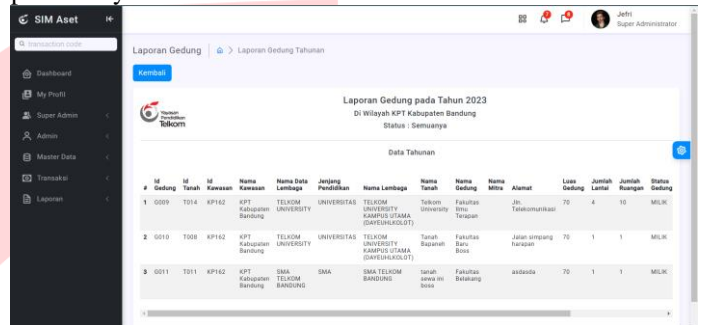 SIM Aset
transaction code
Dashboard
My Profil
Super Admin
Admin
Master Data
Transaksi
Laporan
Jefri
Super Administrator
Laporan Gedung
Laporan Gedung Tahunan
Kembali
Yayasan
Pendidikan
Telkom
Laporan Gedung pada Tahun 2023
Di Wilayah KPT Kabupaten Bandung
Status : Semuanya
Data Tahunan
# Id Gedung Id Tanah Id Kawasan Nama Kawasan Nama Data Lembaga Jenjang Pendidikan Nama Lembaga Nama Tanah Nama Gedung Nama Mitra Alamat Luas Gedung Jumlah Lantai Jumlah Ruangan Status Gedung
1 G009 T014 KP162 KPT Kabupaten Bandung TELKOM UNIVERSITY UNIVERSITAS TELKOM UNIVERSITY KAMPUS UTAMA (DAYEUHLKOLOT) Telkom University Fakultas Ilmu Terapan Jln. Telekomunikasi 70 4 10 MILIK
2 G010 T008 KP162 KPT Kabupaten Bandung TELKOM UNIVERSITY UNIVERSITAS TELKOM UNIVERSITY KAMPUS UTAMA (DAYEUHLKOLOT) Tanah Bapaneh Fakultas Baru Boss Jalan simpang harapan 70 1 1 MILIK
3 G011 T011 KP162 KPT Kabupaten Bandung SMA TELKOM BANDUNG SMA SMA TELKOM BANDUNG tanah sewa ini boss Fakultas Belakang asdasda 70 1 1 MILIK